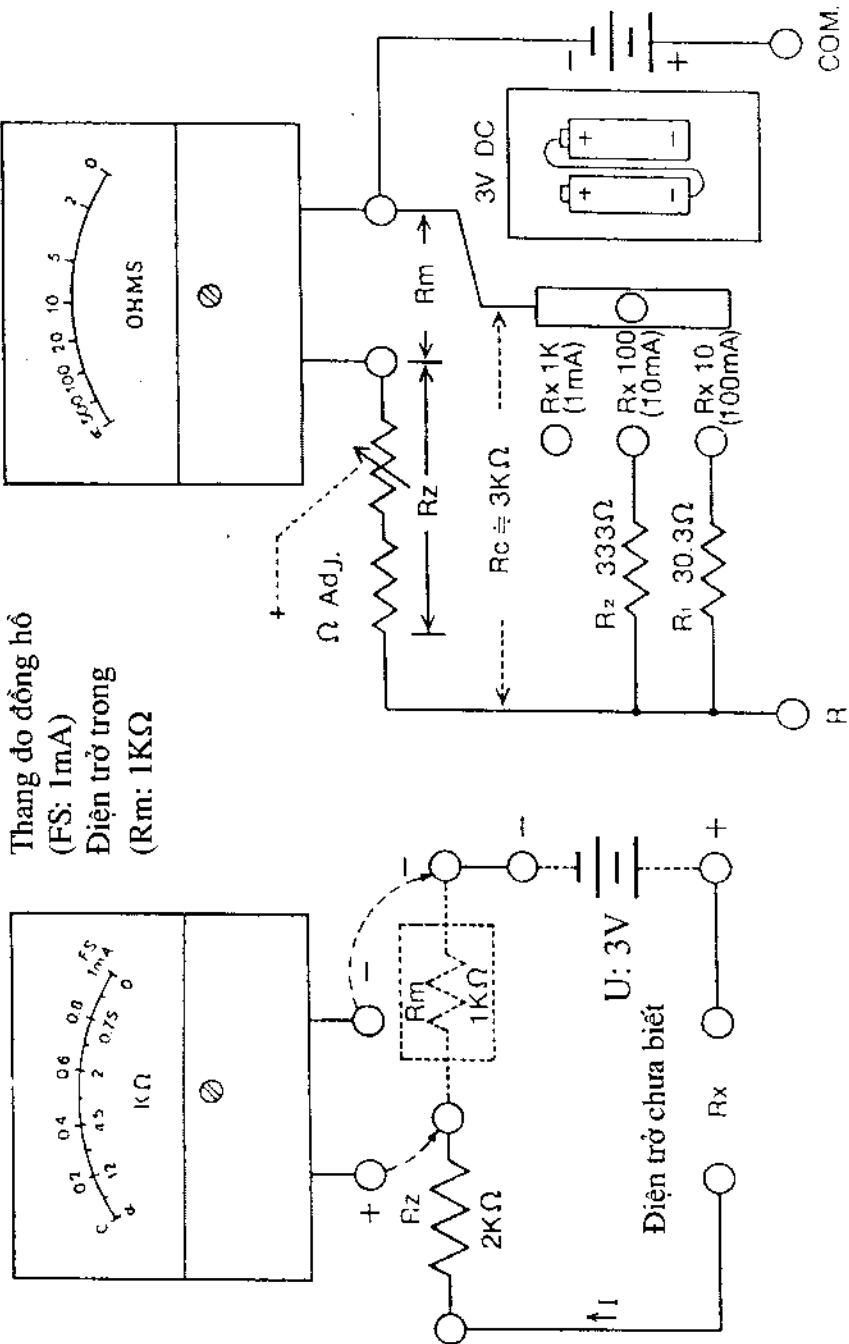 Thang đo đồng hồ
(FS: 1mA)
Điện trở trong
(Rm: 1KΩ
0.2 0.4 0.6 0.8 FS 1mA
12 4.5 2 0.75 0
KΩ
+ -
Rz
2KΩ
Rm
1KΩ
-
-
U: 3V
+
I
Điện trở chưa biết
Rx
500 100 20 10 5 2 0
OHMS
+
Ω Adj.
Rz
Rm
Rc ≒ 3KΩ
Rx 1K
(1mA)
R2 333Ω
Rx 100
(10mA)
R1 30.3Ω
Rx 10
(100mA)
R
3V DC
+ +
- -
-
+
COM.